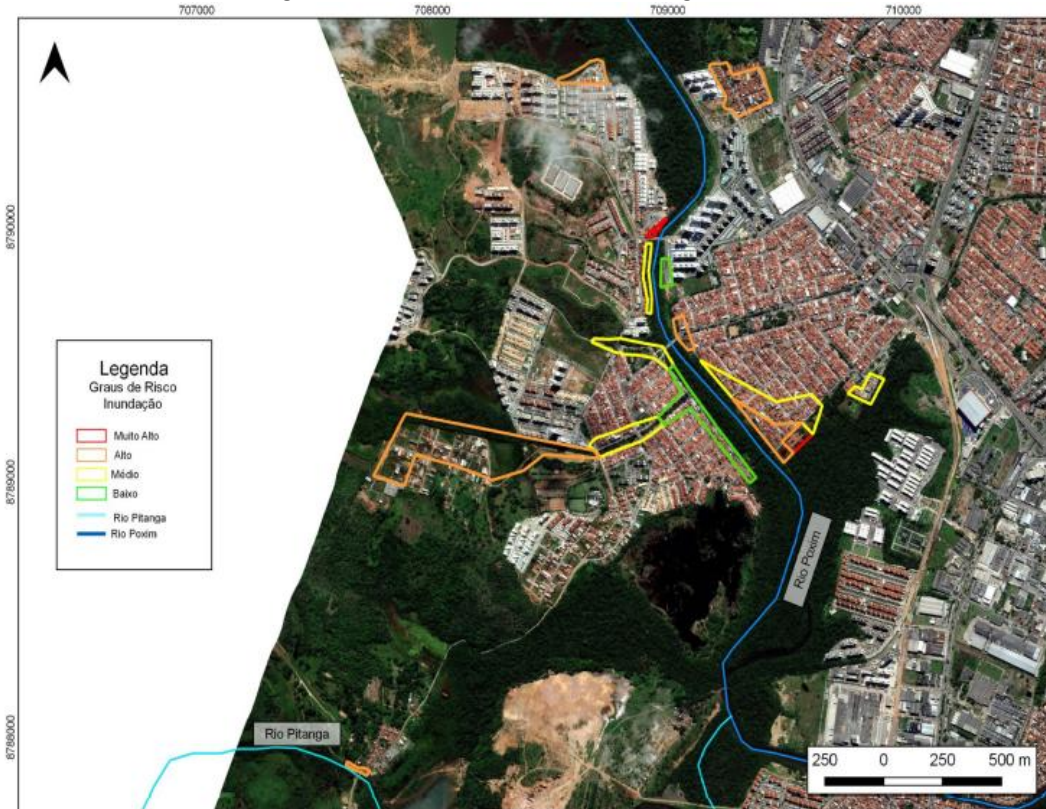 707000
708000
709000
710000
8790000
8789000
8788000
Legenda
Graus de Risco
Inundação
Muito Alto
Alto
Médio
Baixo
Rio Pitanga
Rio Poxim
Rio Poxim
Rio Pitanga
250 0 250 500 m